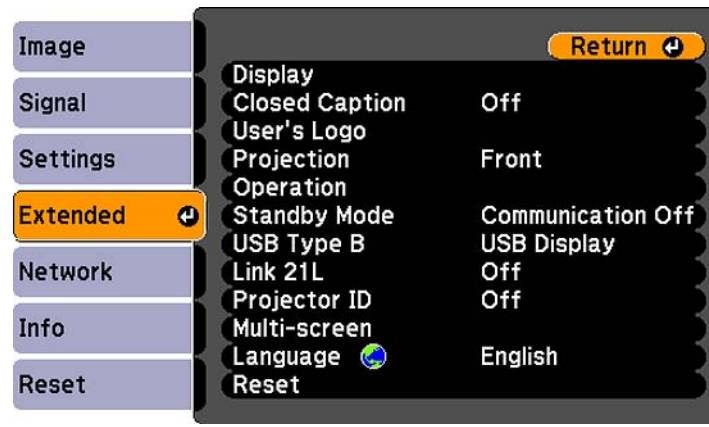 Image
Signal
Settings
Extended
Network
Info
Reset
Return
Display
Closed Caption Off
User's Logo
Projection Front
Operation
Standby Mode Communication Off
USB Type B USB Display
Link 21L Off
Projector ID Off
Multi-screen
Language English
Reset